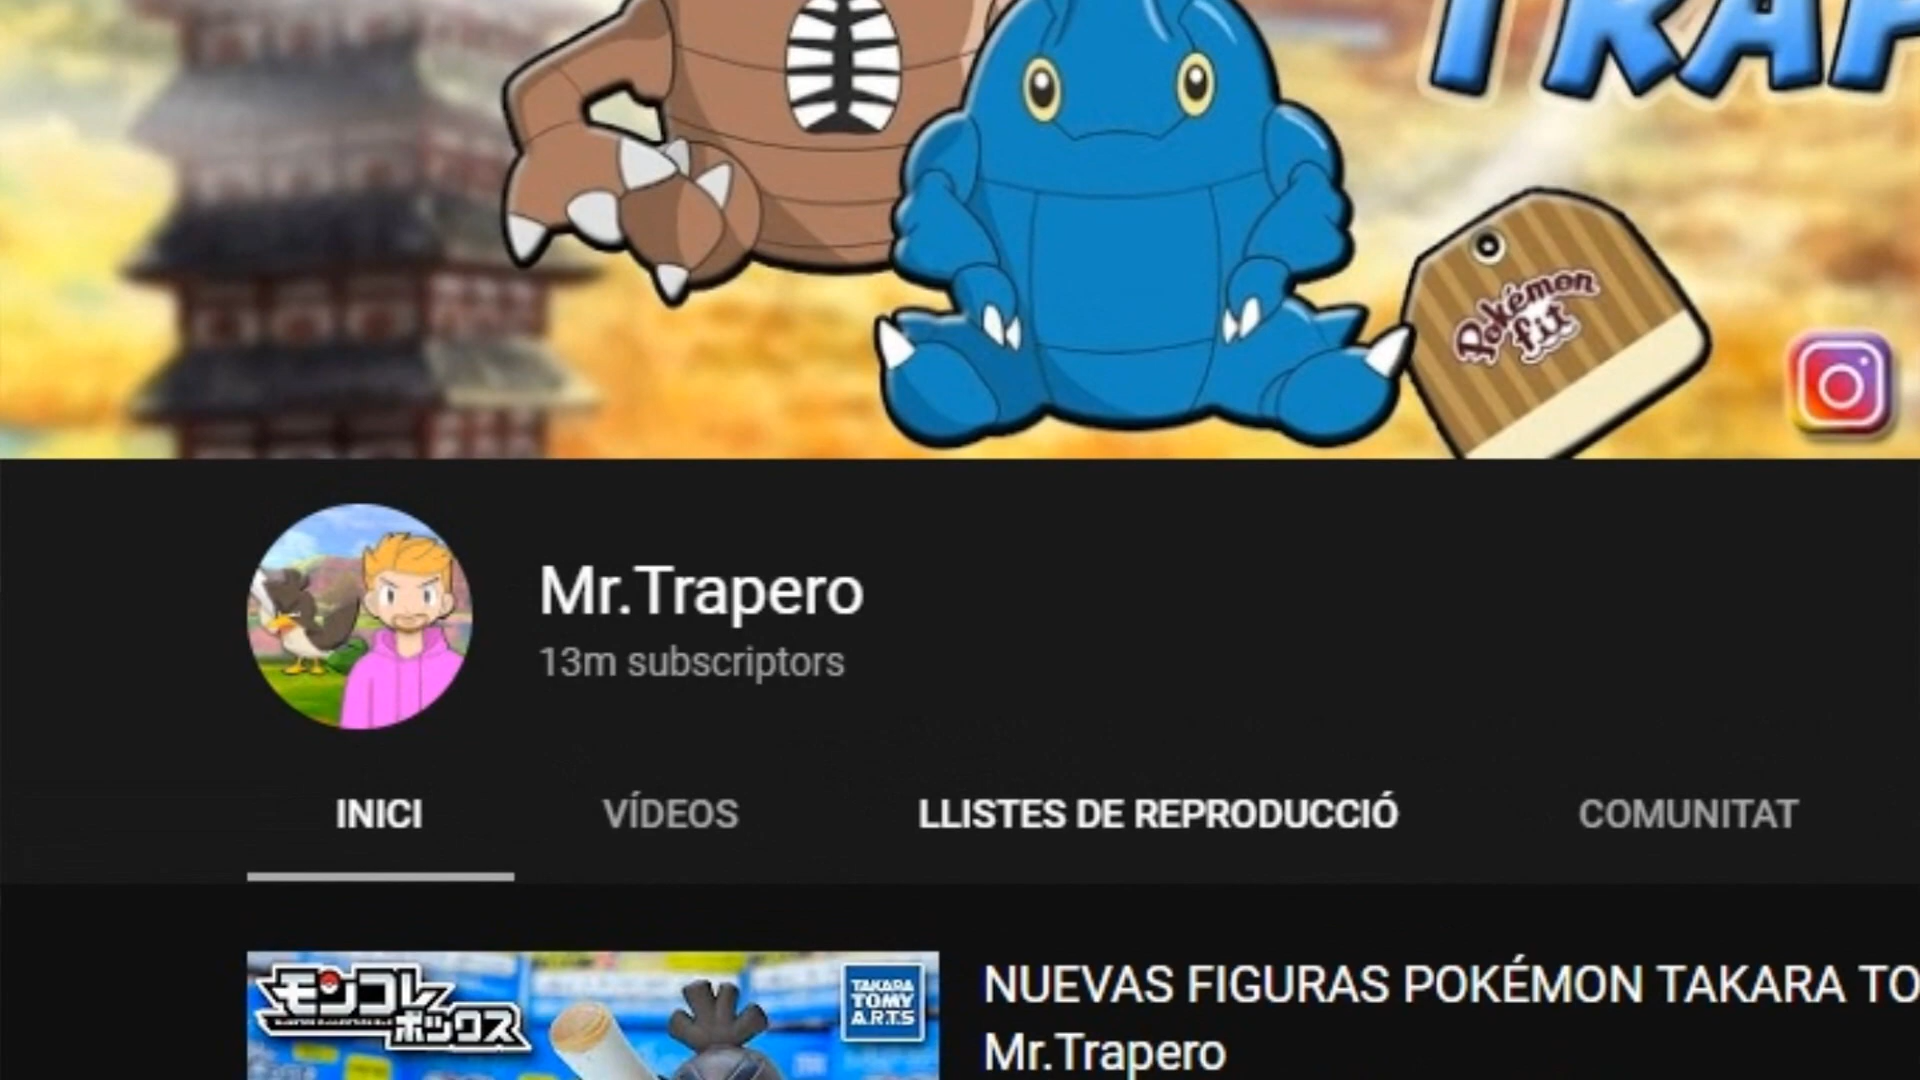 TRAP
Pokémon
fit
Mr.Trapero
13m subscriptors
INICI VÍDEOS LLISTES DE REPRODUCCIÓ COMUNITAT
モンコレ
ボックス
TAKARA
TOMY
A.R.T.S
NUEVAS FIGURAS POKÉMON TAKARA TO
Mr.Trapero